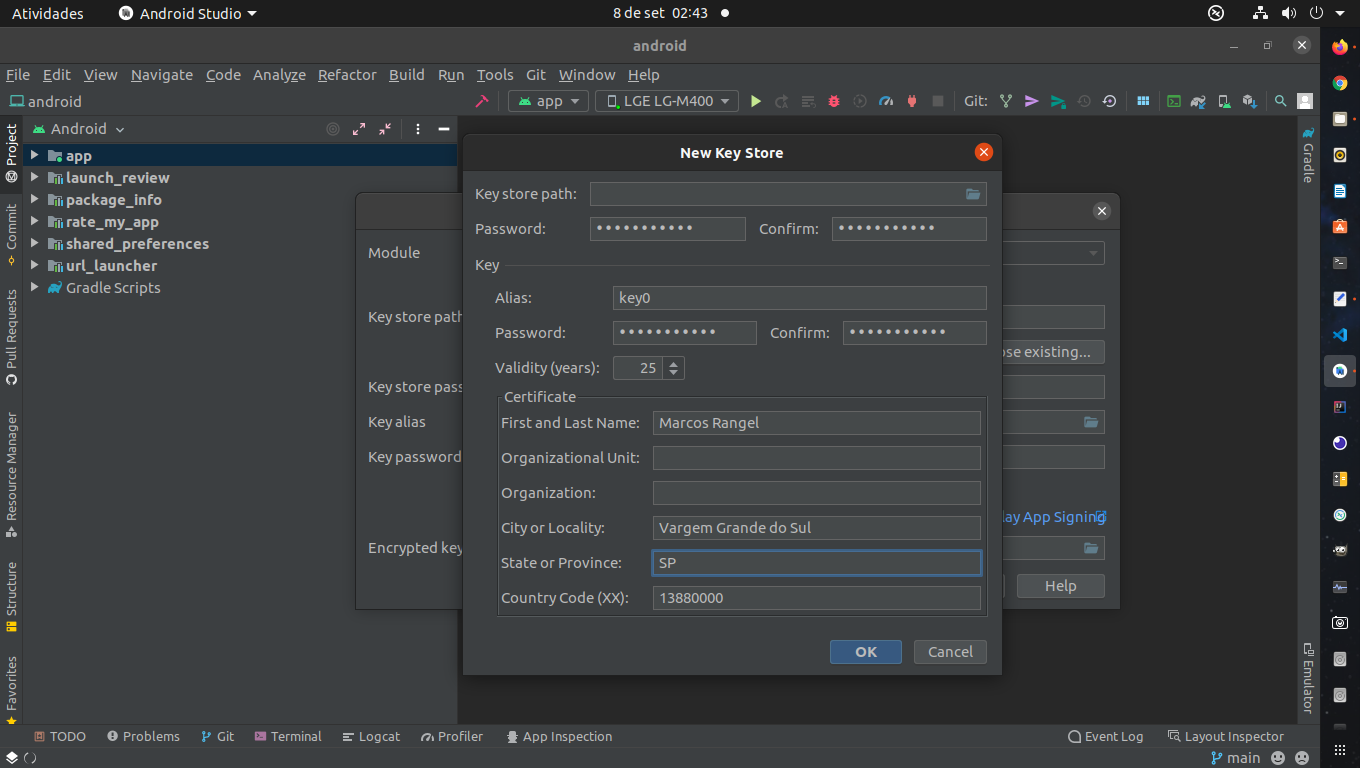 Atividades Android Studio 8 de set 02:43
android
File Edit View Navigate Code Analyze Refactor Build Run Tools Git Window Help
android app LGE LG-M400 Git:
Project
Commit
Pull Requests
Resource Manager
Structure
Favorites
Android
app
launch_review
package_info
rate_my_app
shared_preferences
url_launcher
Gradle Scripts
Module
Key store path
Key store pass
Key alias
Key password
Encrypted key
ose existing...
lay App Signing
Help
New Key Store
Key store path:
Password: ••••••••••• Confirm: •••••••••••
Key
Alias: key0
Password: ••••••••••• Confirm: •••••••••••
Validity (years): 25
Certificate
First and Last Name: Marcos Rangel
Organizational Unit:
Organization:
City or Locality: Vargem Grande do Sul
State or Province: SP
Country Code (XX): 13880000
OK Cancel
Gradle
Emulator
TODO Problems Git Terminal Logcat Profiler App Inspection Event Log Layout Inspector
main